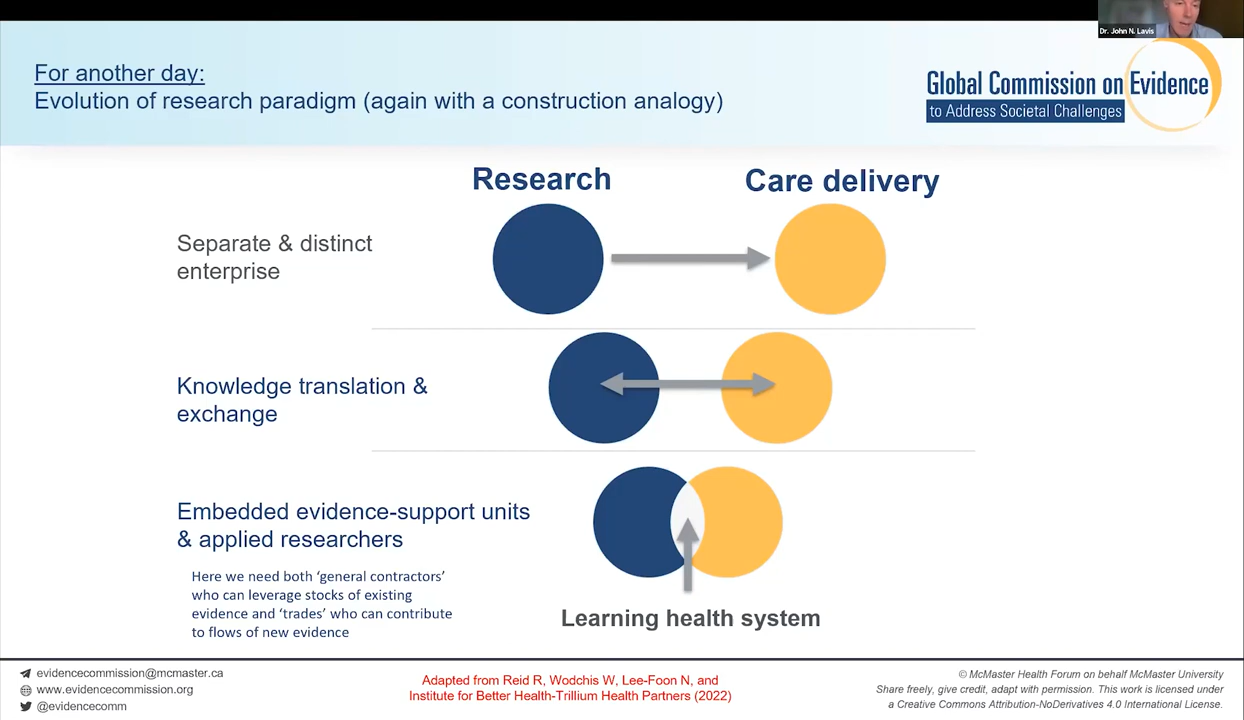 Dr. John N. Lavis
For another day:
Evolution of research paradigm (again with a construction analogy)
Global Commission on Evidence
to Address Societal Challenges
Research
Care delivery
Separate & distinct
enterprise
Knowledge translation &
exchange
Embedded evidence-support units
& applied researchers
Here we need both ‘general contractors’
who can leverage stocks of existing
evidence and ‘trades’ who can contribute
to flows of new evidence
Learning health system
evidencecommission@mcmaster.ca
www.evidencecommission.org
@evidencecomm
Adapted from Reid R, Wodchis W, Lee-Foon N, and
Institute for Better Health-Trillium Health Partners (2022)
© McMaster Health Forum on behalf McMaster University
Share freely, give credit, adapt with permission. This work is licensed under
a Creative Commons Attribution-NoDerivatives 4.0 International License.